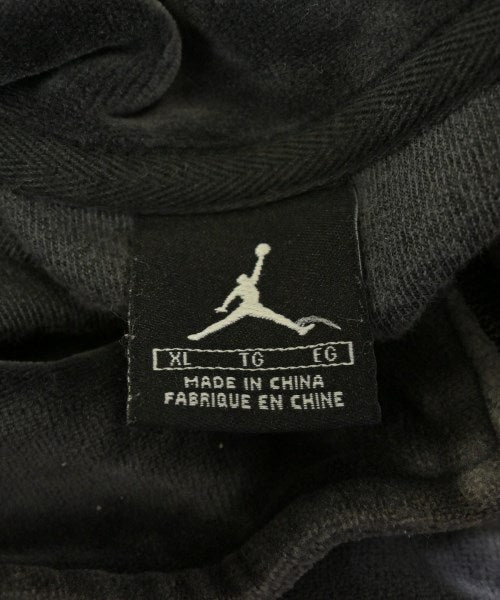 XL TG EG
MADE IN CHINA
FABRIQUE EN CHINE